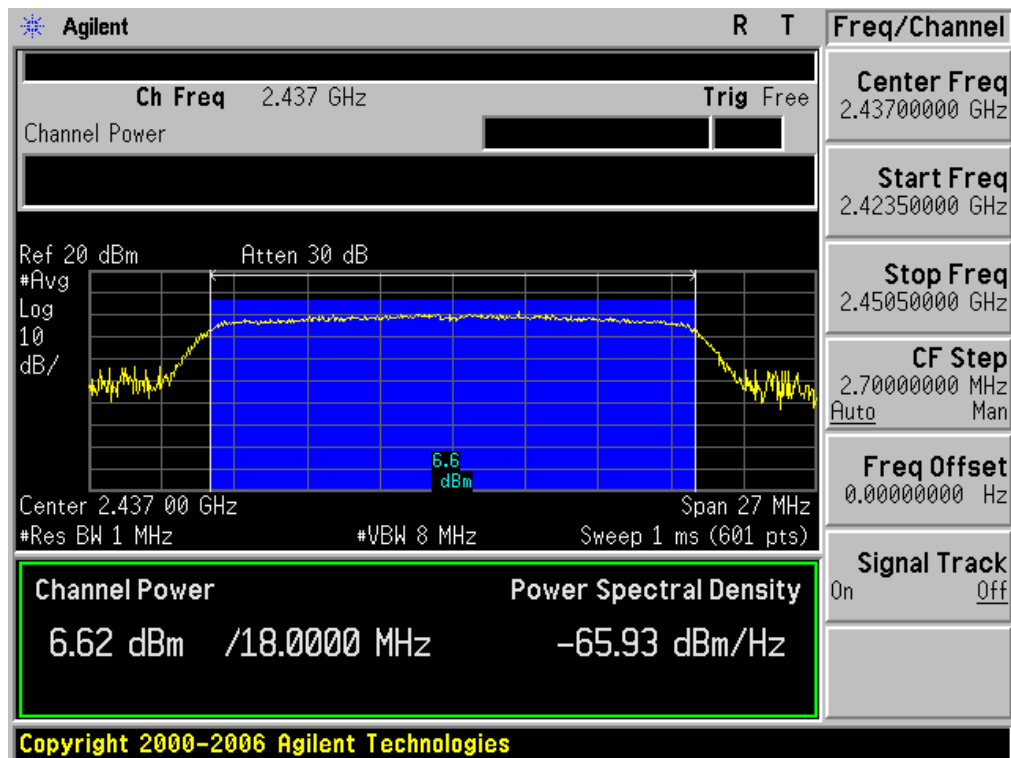 Agilent R T Freq/Channel
Ch Freq 2.437 GHz Trig Free
Channel Power
Center Freq
2.43700000 GHz
Start Freq
2.42350000 GHz
Stop Freq
2.45050000 GHz
CF Step
2.70000000 MHz
Auto Man
Freq Offset
0.00000000 Hz
Signal Track
On Off
Ref 20 dBm Atten 30 dB
#Avg
Log
10
dB/
6.6
dBm
Center 2.437 00 GHz Span 27 MHz
#Res BW 1 MHz #VBW 8 MHz Sweep 1 ms (601 pts)
Channel Power Power Spectral Density
6.62 dBm /18.0000 MHz -65.93 dBm/Hz
Copyright 2000-2006 Agilent Technologies